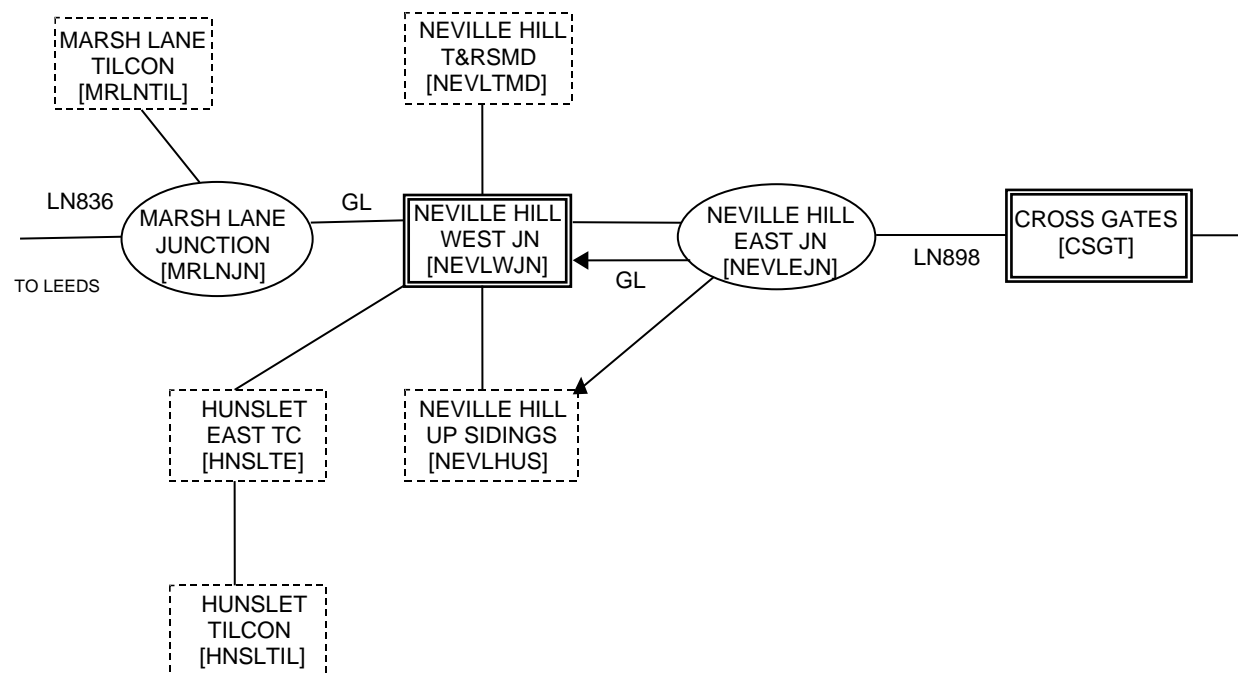 MARSH LANE
TILCON
[MRLNTIL]
NEVILLE HILL
T&RSMD
[NEVLTMD]
LN836
TO LEEDS
MARSH LANE
JUNCTION
[MRLNJN]
GL
NEVILLE HILL
WEST JN
[NEVLWJN]
GL
NEVILLE HILL
EAST JN
[NEVLEJN]
LN898
CROSS GATES
[CSGT]
HUNSLET
EAST TC
[HNSLTE]
NEVILLE HILL
UP SIDINGS
[NEVLHUS]
HUNSLET
TILCON
[HNSLTIL]